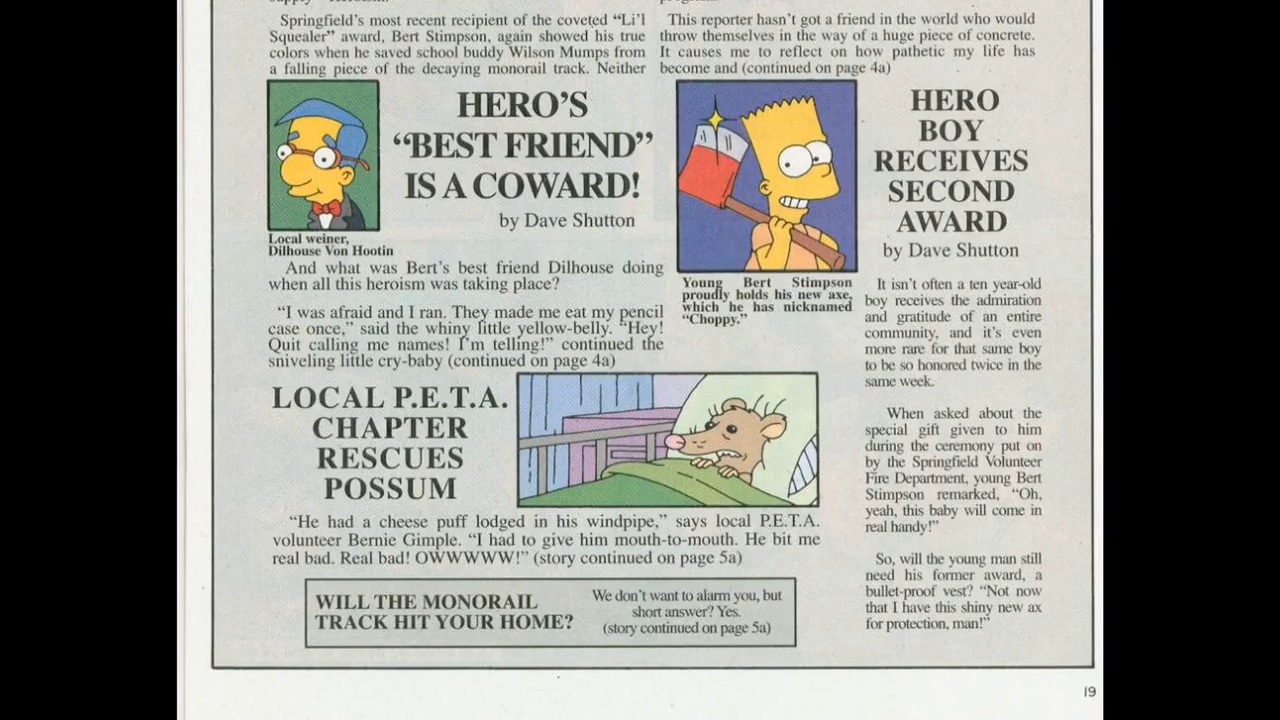 Springfield's most recent recipient of the coveted "Li'l
Squealer" award, Bert Stimpson, again showed his true
colors when he saved school buddy Wilson Mumps from
a falling piece of the decaying monorail track. Neither
This reporter hasn't got a friend in the world who would
throw themselves in the way of a huge piece of concrete.
It causes me to reflect on how pathetic my life has
become and (continued on page 4a)
HERO'S
"BEST FRIEND"
IS A COWARD!
by Dave Shutton
Local weiner,
Dilhouse Von Hootin
And what was Bert's best friend Dilhouse doing
when all this heroism was taking place?
"I was afraid and I ran. They made me eat my pencil
case once," said the whiny little yellow-belly. "Hey!
Quit calling me names! I'm telling!" continued the
sniveling little cry-baby (continued on page 4a)
Young Bert Stimpson
proudly holds his new axe,
which he has nicknamed
"Choppy."
HERO
BOY
RECEIVES
SECOND
AWARD
by Dave Shutton
It isn't often a ten year-old
boy receives the admiration
and gratitude of an entire
community, and it's even
more rare for that same boy
to be so honored twice in the
same week.
When asked about the
special gift given to him
during the ceremony put on
by the Springfield Volunteer
Fire Department, young Bert
Stimpson remarked, "Oh,
yeah, this baby will come in
real handy!"
So, will the young man still
need his former award, a
bullet-proof vest? "Not now
that I have this shiny new ax
for protection, man!"
LOCAL P.E.T.A.
CHAPTER
RESCUES
POSSUM
"He had a cheese puff lodged in his windpipe," says local P.E.T.A.
volunteer Bernie Gimple. "I had to give him mouth-to-mouth. He bit me
real bad. Real bad! OWWWWW!" (story continued on page 5a)
WILL THE MONORAIL
TRACK HIT YOUR HOME?
We don't want to alarm you, but
short answer? Yes.
(story continued on page 5a)
19